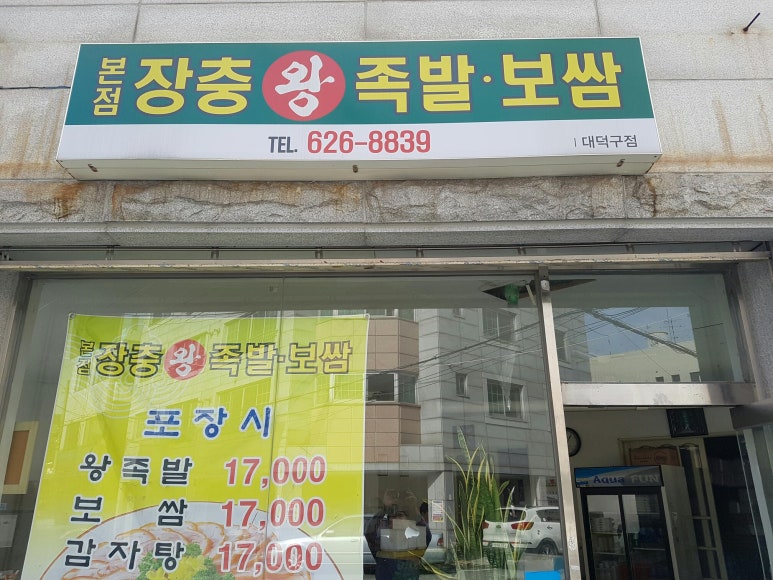 본점 장충왕족발·보쌈
TEL. 626-8839
대덕구점
본점 장충왕족발·보쌈
포장시
왕족발 17,000
보쌈 17,000
감자탕 17,000
Aqua FUN